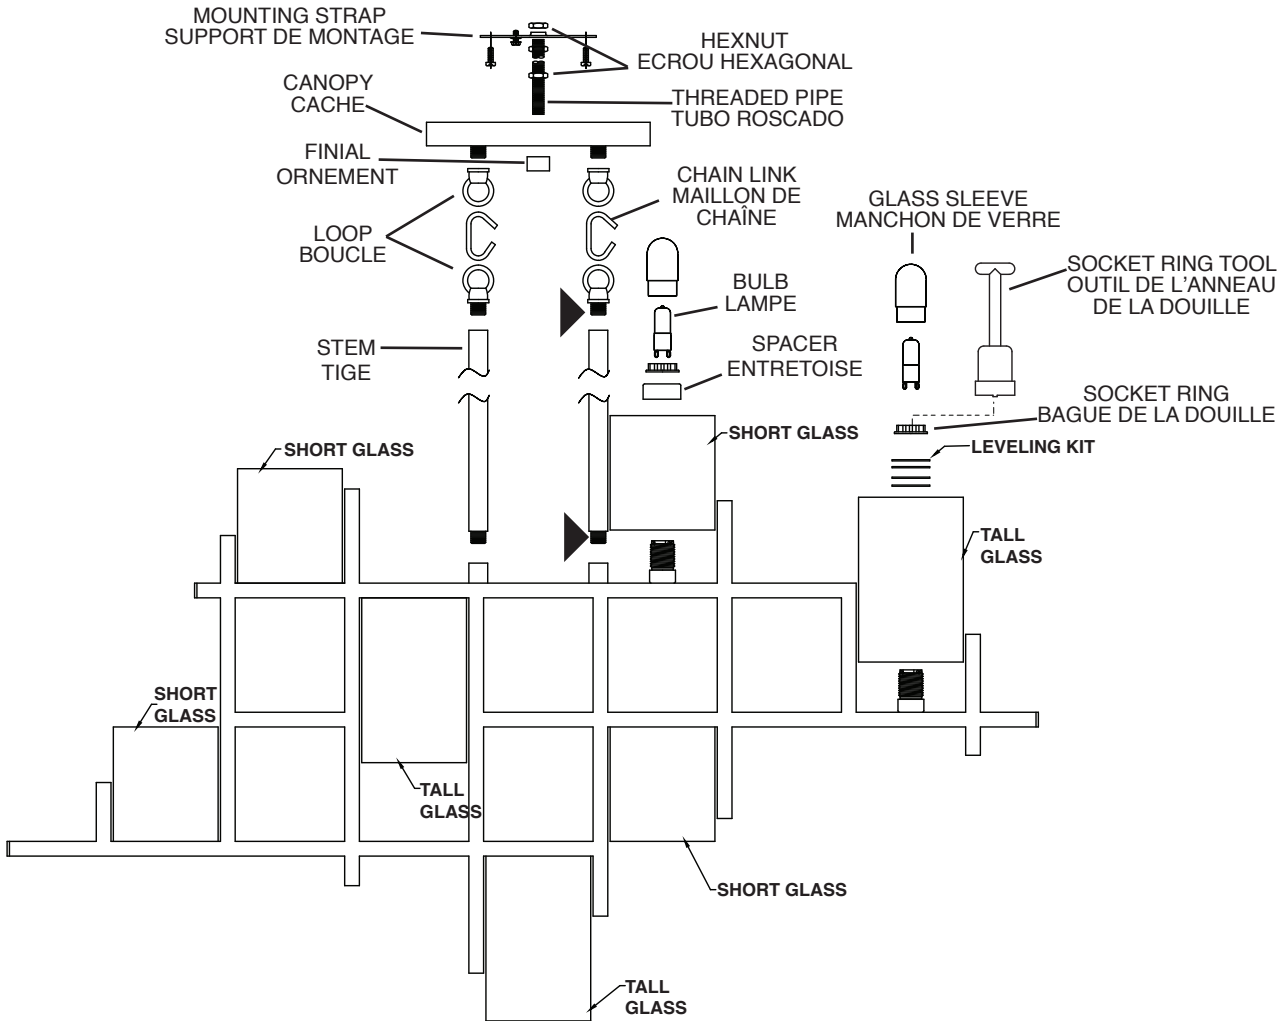 MOUNTING STRAP
SUPPORT DE MONTAGE
HEXNUT
ECROU HEXAGONAL
CANOPY
CACHE
THREADED PIPE
TUBO ROSCADO
FINIAL
ORNEMENT
CHAIN LINK
MAILLON DE
CHAÎNE
GLASS SLEEVE
MANCHON DE VERRE
LOOP
BOUCLE
SOCKET RING TOOL
OUTIL DE L'ANNEAU
DE LA DOUILLE
BULB
LAMPE
STEM
TIGE
SPACER
ENTRETOISE
SOCKET RING
BAGUE DE LA DOUILLE
SHORT GLASS
SHORT GLASS
LEVELING KIT
TALL
GLASS
SHORT
GLASS
TALL
GLASS
SHORT GLASS
TALL
GLASS